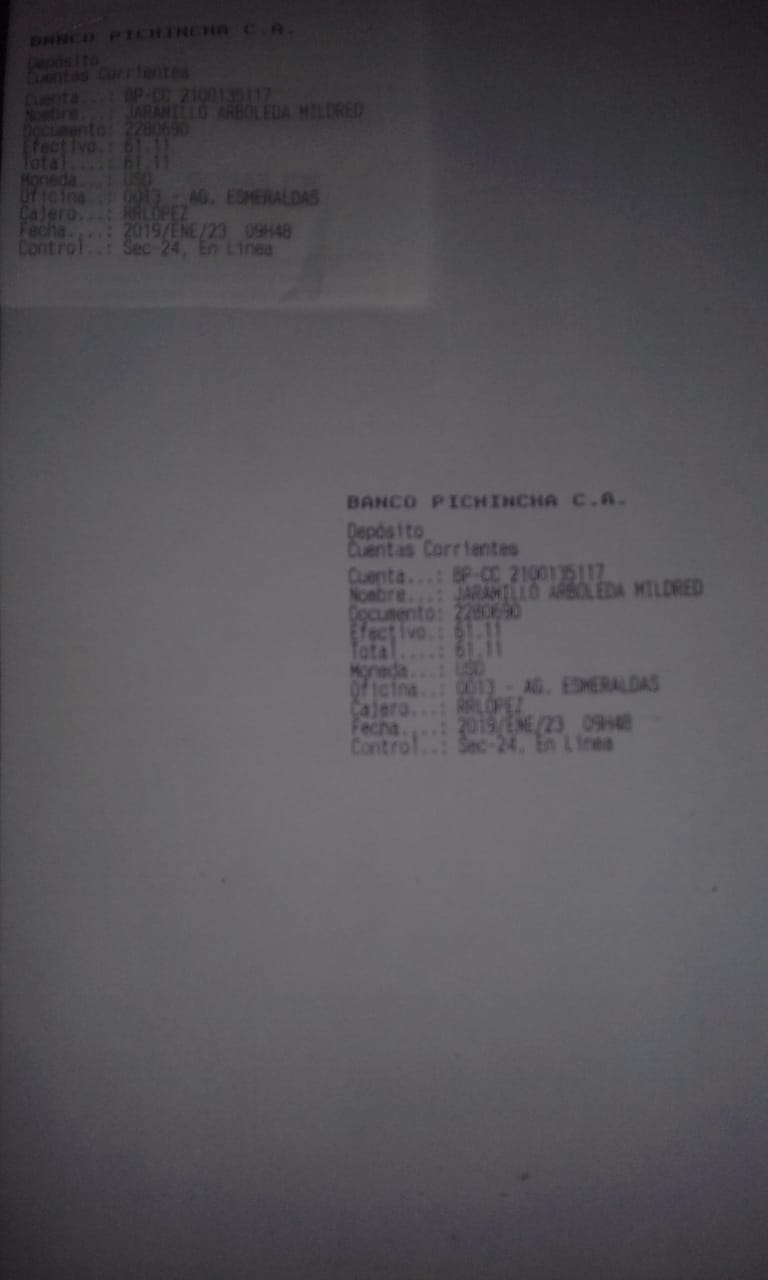 BANCO PICHINCHA C.A.
Depósito
Cuentas Corrientes
Cuenta...: BP-CC 2100135117
Nombre...: JARAMILLO ARBOLEDA MILDRED
Documento: 2280690
Efectivo.: 61.11
Total....: 61.11
Moneda...: USD
Oficina..: 0013 - AG. ESMERALDAS
Cajero...: RRLOPEZ
Fecha....: 2019/ENE/23 09H48
Control..: Sec-24, En Linea
BANCO PICHINCHA C.A.
Depósito
Cuentas Corrientes
Cuenta...: BP-CC 2100135117
Nombre...: JARAMILLO ARBOLEDA MILDRED
Documento: 2280690
Efectivo.: 61.11
Total....: 61.11
Moneda...: USD
Oficina..: 0013 - AG. ESMERALDAS
Cajero...: RRLOPEZ
Fecha....: 2019/ENE/23 09H48
Control..: Sec-24, En Linea